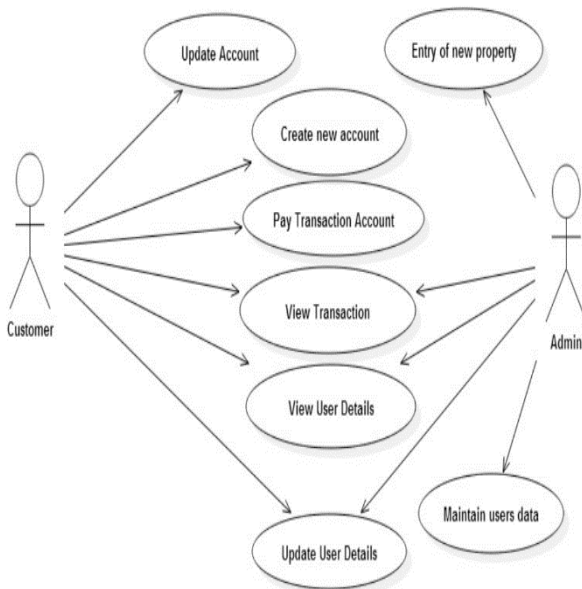 Update Account
Entry of new property
Create new account
Pay Transaction Account
View Transaction
Customer
Admin
View User Details
Maintain users data
Update User Details